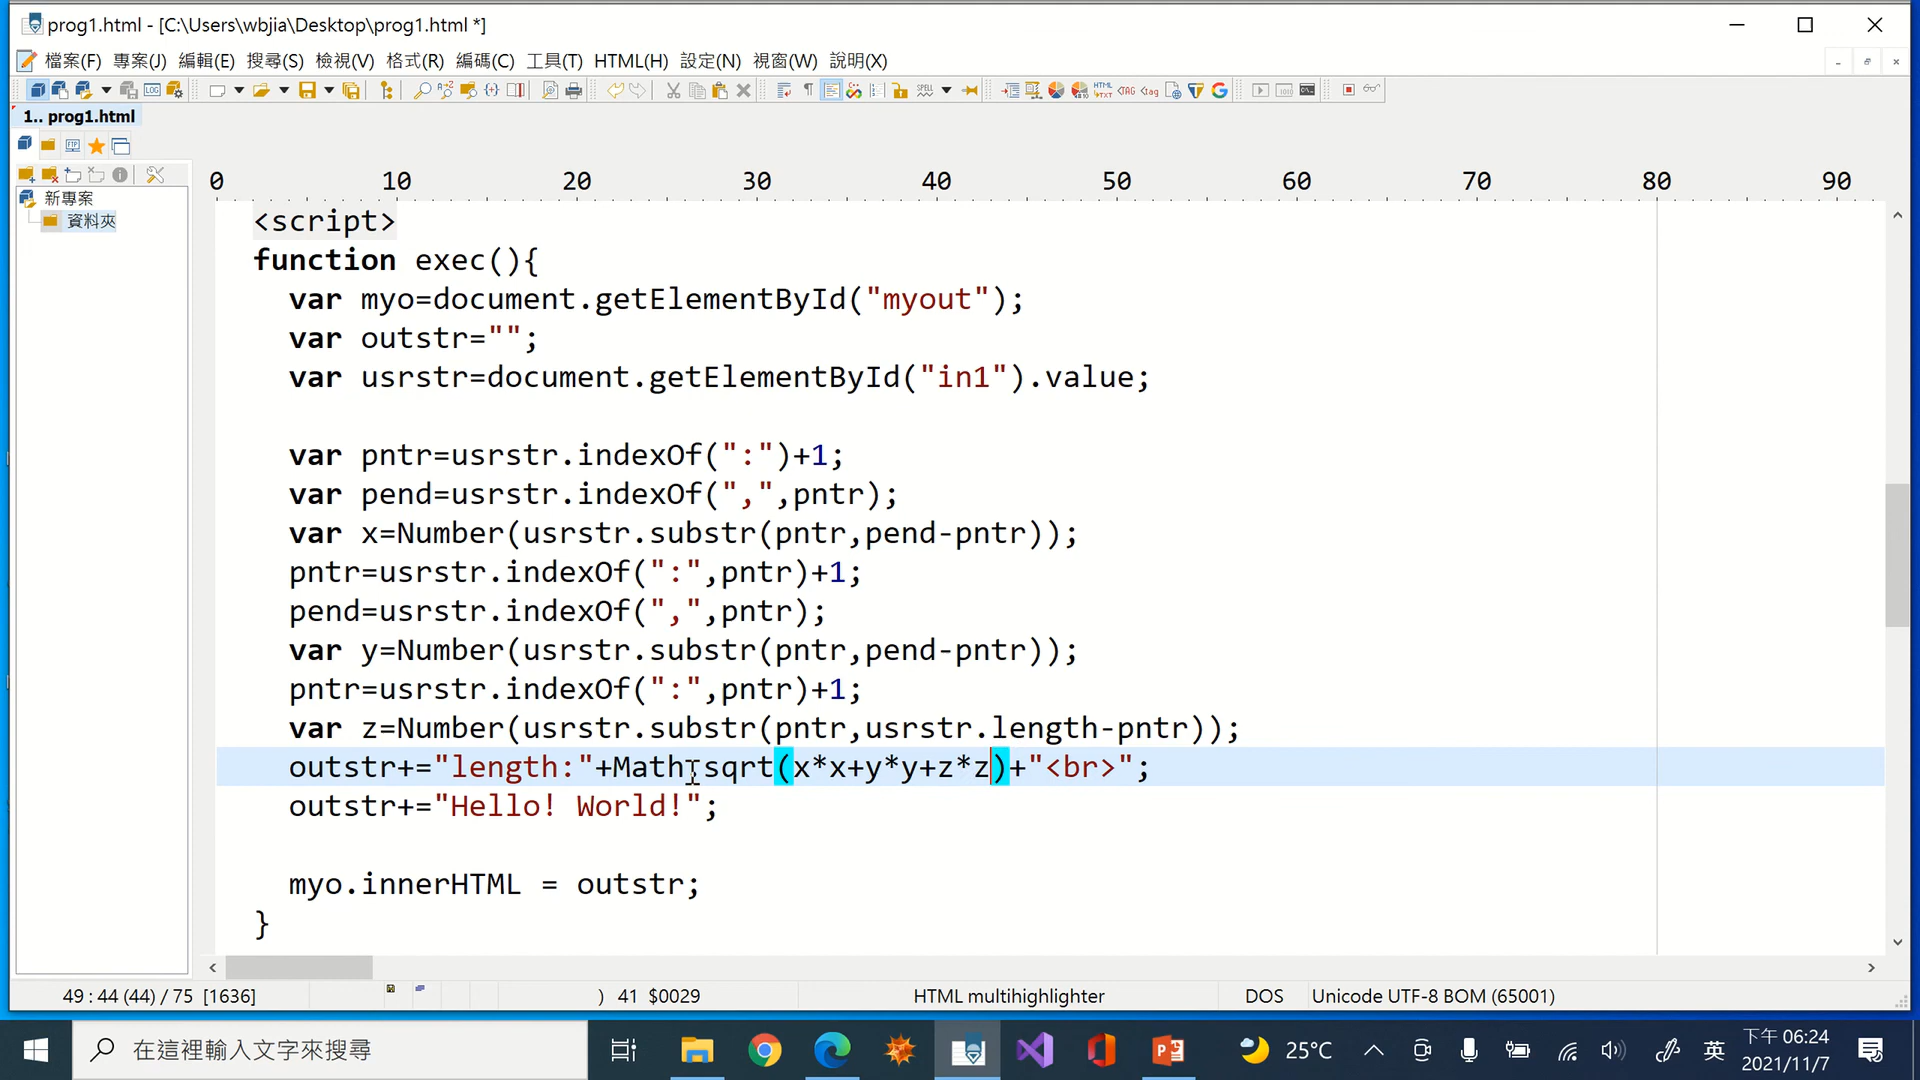 prog1.html - [C:\Users\wbjia\Desktop\prog1.html *]
檔案(F) 專案(J) 編輯(E) 搜尋(S) 檢視(V) 格式(R) 編碼(C) 工具(T) HTML(H) 設定(N) 視窗(W) 說明(X)
1.. prog1.html
新專案
資料夾
0 10 20 30 40 50 60 70 80 90
<script>
function exec(){
var myo=document.getElementById("myout");
var outstr="";
var usrstr=document.getElementById("in1").value;
var pntr=usrstr.indexOf(":")+1;
var pend=usrstr.indexOf(",",pntr);
var x=Number(usrstr.substr(pntr,pend-pntr));
pntr=usrstr.indexOf(":",pntr)+1;
pend=usrstr.indexOf(",",pntr);
var y=Number(usrstr.substr(pntr,pend-pntr));
pntr=usrstr.indexOf(":",pntr)+1;
var z=Number(usrstr.substr(pntr,usrstr.length-pntr));
outstr+="length:"+Math.sqrt(x*x+y*y+z*z)+"<br>";
outstr+="Hello! World!";
myo.innerHTML = outstr;
}
49 : 44 (44) / 75 [1636] ) 41 $0029 HTML multihighlighter DOS Unicode UTF-8 BOM (65001)
在這裡輸入文字來搜尋
25°C
英
下午 06:24
2021/11/7